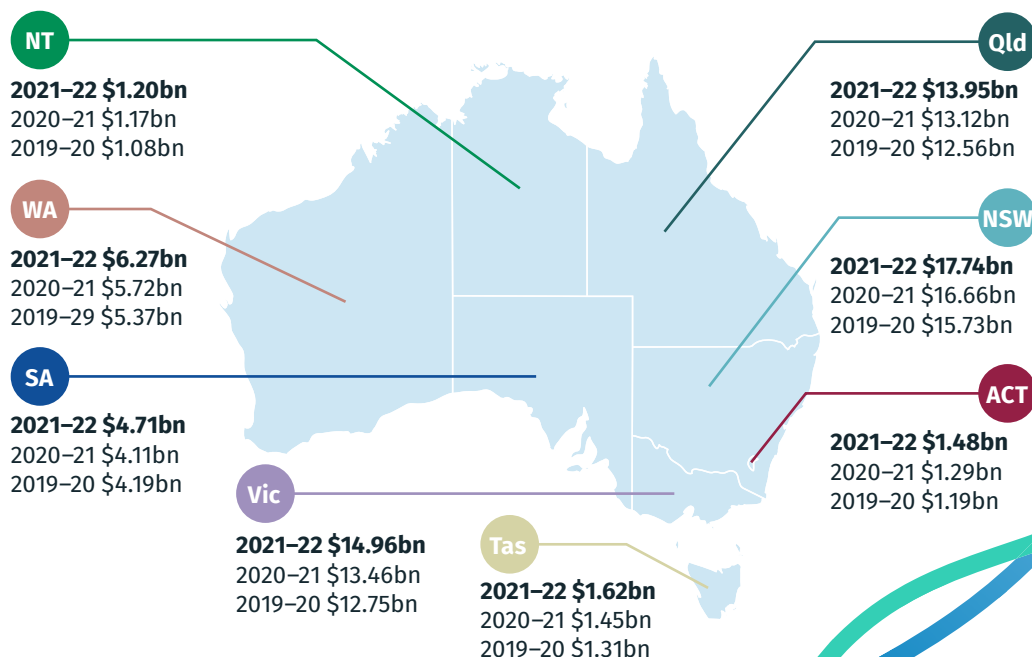 NT
2021–22 $1.20bn
2020–21 $1.17bn
2019–20 $1.08bn
WA
2021–22 $6.27bn
2020–21 $5.72bn
2019–29 $5.37bn
SA
2021–22 $4.71bn
2020–21 $4.11bn
2019–20 $4.19bn
Vic
2021–22 $14.96bn
2020–21 $13.46bn
2019–20 $12.75bn
Tas
2021–22 $1.62bn
2020–21 $1.45bn
2019–20 $1.31bn
Qld
2021–22 $13.95bn
2020–21 $13.12bn
2019–20 $12.56bn
NSW
2021–22 $17.74bn
2020–21 $16.66bn
2019–20 $15.73bn
ACT
2021–22 $1.48bn
2020–21 $1.29bn
2019–20 $1.19bn